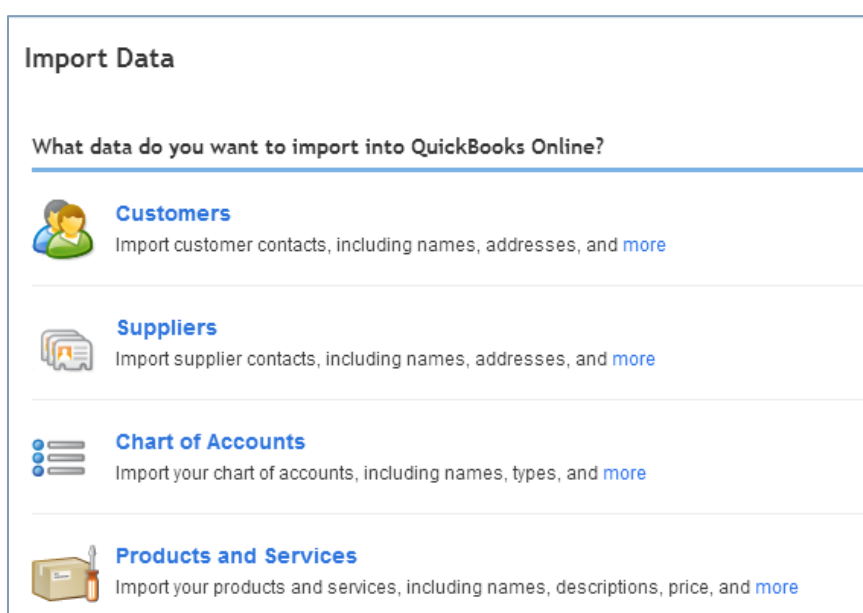 Import Data
What data do you want to import into QuickBooks Online?
Customers
Import customer contacts, including names, addresses, and more
Suppliers
Import supplier contacts, including names, addresses, and more
Chart of Accounts
Import your chart of accounts, including names, types, and more
Products and Services
Import your products and services, including names, descriptions, price, and more